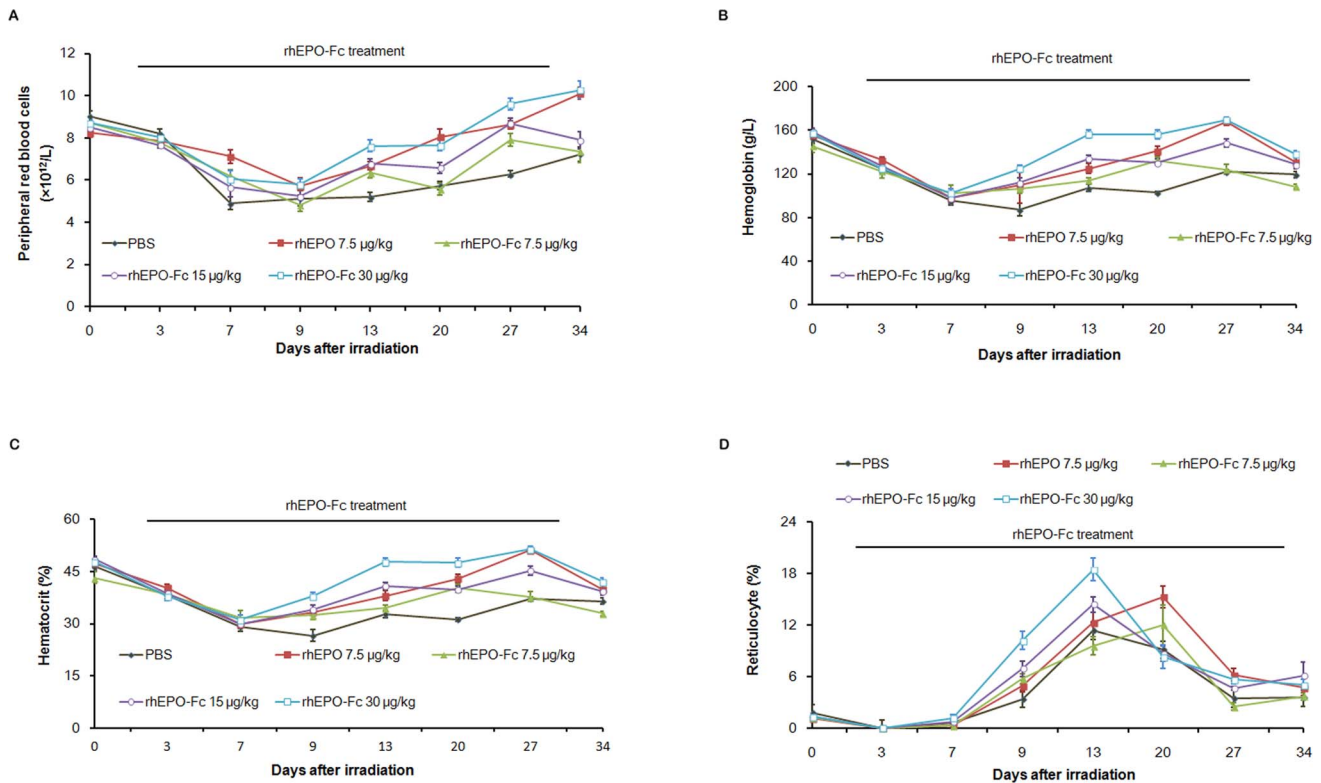 A
rhEPO-Fc treatment
Peripheral red blood cells
(×10¹²/L)
12
10
8
6
4
2
0
PBS
rhEPO 7.5 µg/kg
rhEPO-Fc 7.5 µg/kg
rhEPO-Fc 15 µg/kg
rhEPO-Fc 30 µg/kg
0 3 7 9 13 20 27 34
Days after irradiation
B
rhEPO-Fc treatment
Hemoglobin (g/L)
200
160
120
80
40
0
PBS
rhEPO 7.5 µg/kg
rhEPO-Fc 7.5 µg/kg
rhEPO-Fc 15 µg/kg
rhEPO-Fc 30 µg/kg
0 3 7 9 13 20 27 34
Days after irradiation
C
rhEPO-Fc treatment
Hematocrit (%)
60
45
30
15
0
PBS
rhEPO 7.5 µg/kg
rhEPO-Fc 7.5 µg/kg
rhEPO-Fc 15 µg/kg
rhEPO-Fc 30 µg/kg
0 3 7 9 13 20 27 34
Days after irradiation
D
PBS
rhEPO 7.5 µg/kg
rhEPO-Fc 7.5 µg/kg
rhEPO-Fc 15 µg/kg
rhEPO-Fc 30 µg/kg
rhEPO-Fc treatment
Reticulocyte (%)
24
18
12
6
0
0 3 7 9 13 20 27 34
Days after irradiation